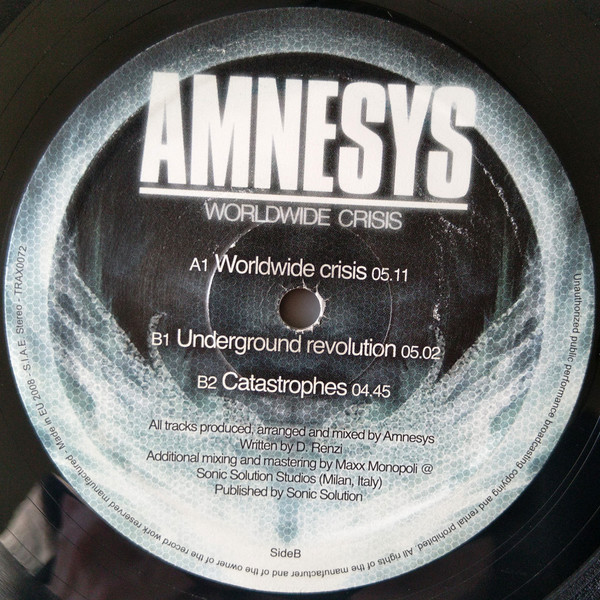 AMNESYS
WORLDWIDE CRISIS
A1 Worldwide crisis 05.11
B1 Underground revolution 05.02
B2 Catastrophes 04.45
All tracks produced, arranged and mixed by Amnesys
Written by D. Renzi
Additional mixing and mastering by Maxx Monopoli @
Sonic Solution Studios (Milan, Italy)
Published by Sonic Solution
SideB
Unauthorized public performance broadcasting copying and rental prohibited. All rights of the manufacturer and of the owner of the record work reserved manufactured - Made in EU 2008 - S.I.A.E. Stereo - TRAX0072